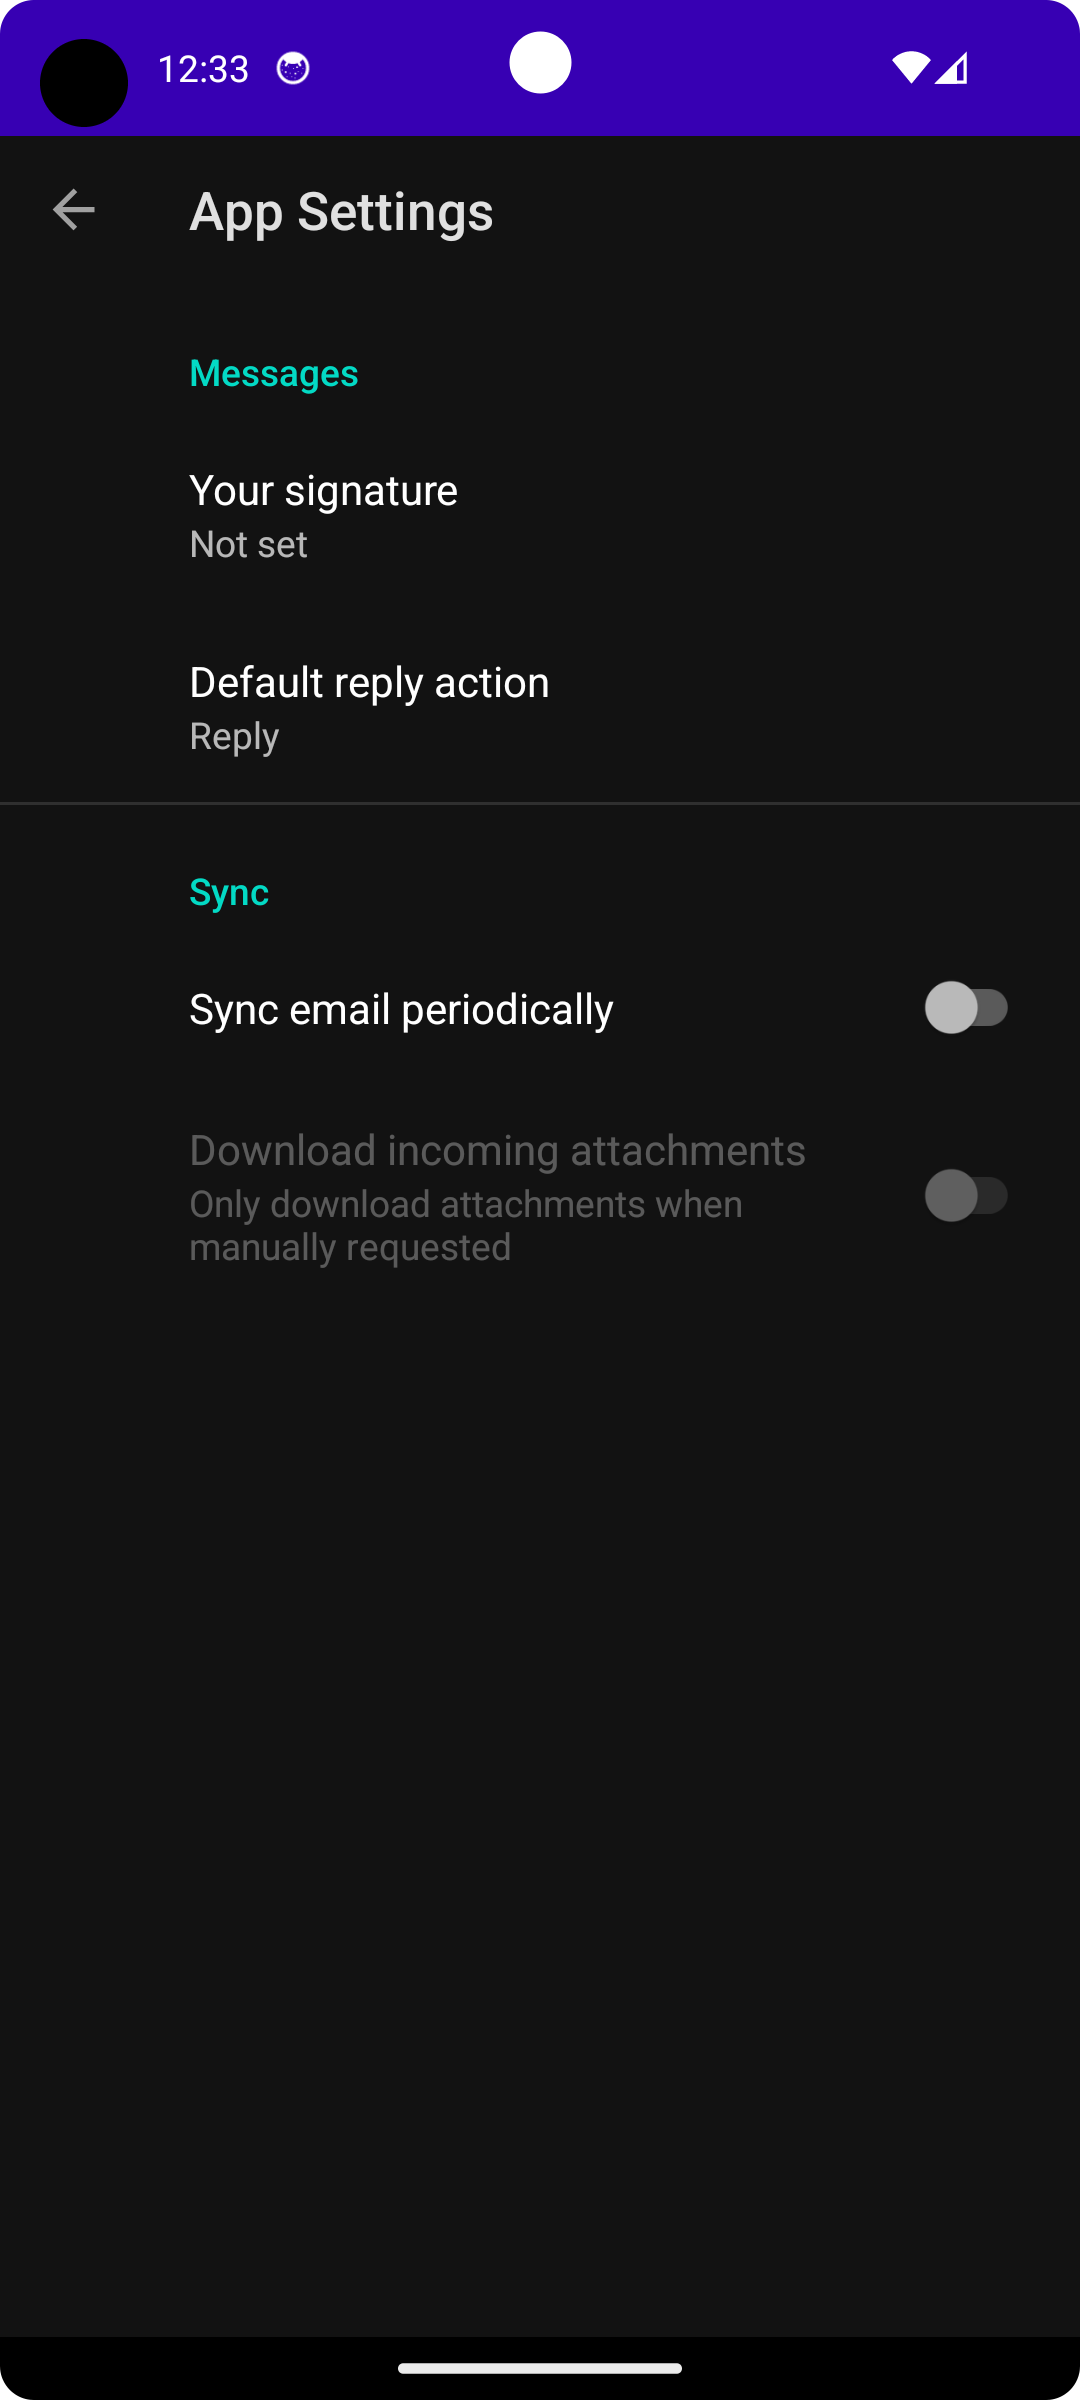 12:33
App Settings
Messages
Your signature
Not set
Default reply action
Reply
Sync
Sync email periodically
Download incoming attachments
Only download attachments when
manually requested